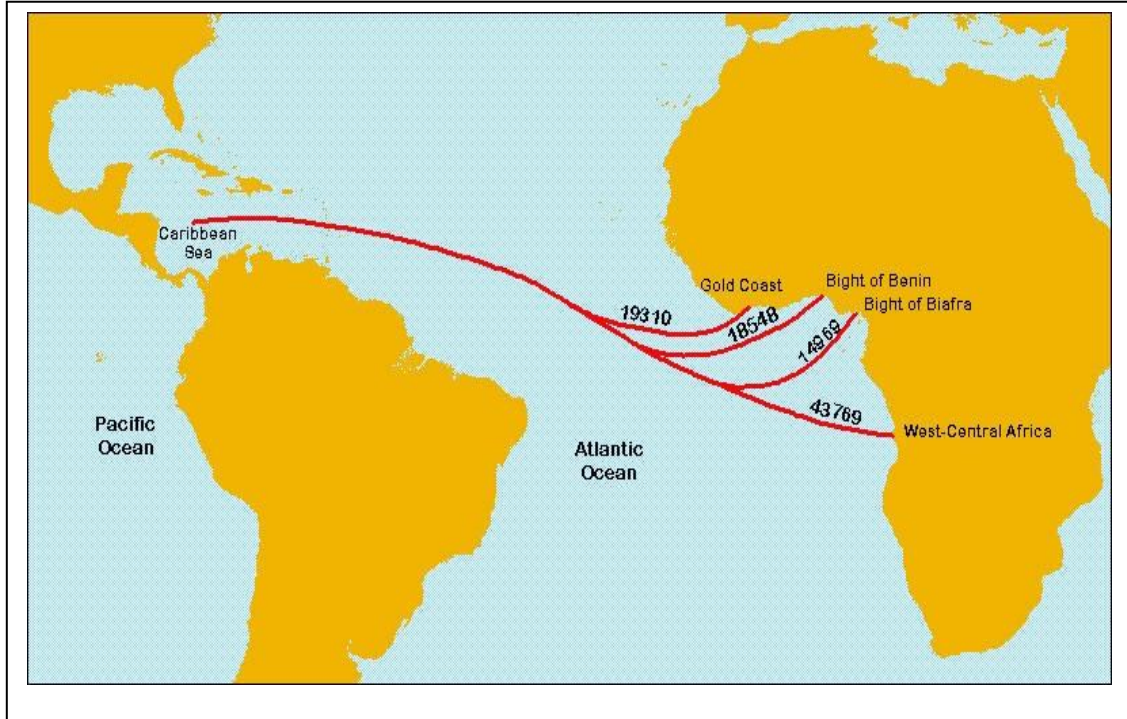 Caribbean
Sea
Gold Coast
Bight of Benin
Bight of Biafra
19310
18548
14969
43769
West-Central Africa
Pacific
Ocean
Atlantic
Ocean